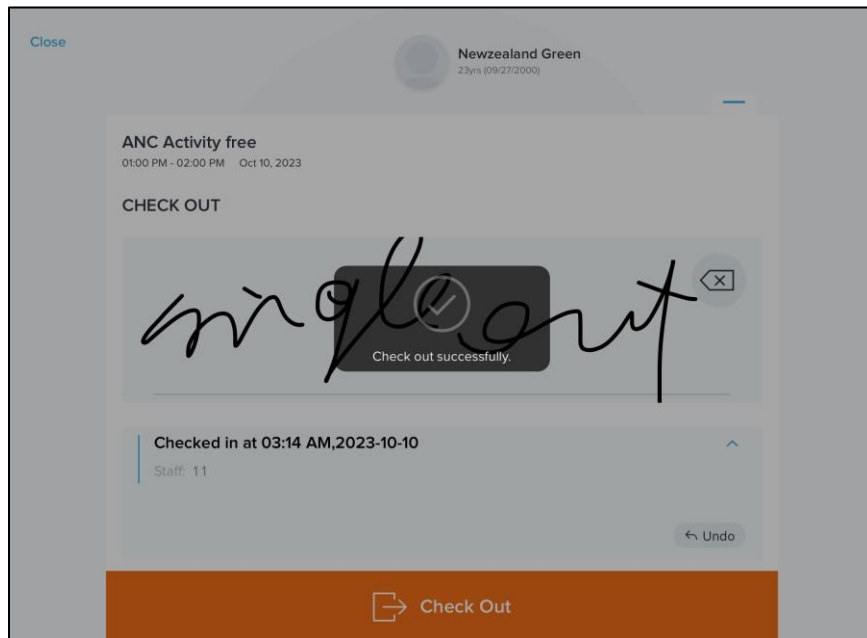 Close
Newzealand Green
23yrs (09/27/2000)
ANC Activity free
01:00 PM - 02:00 PM Oct 10, 2023
CHECK OUT
single out
Check out successfully.
Checked in at 03:14 AM,2023-10-10
Staff: 11
Undo
Check Out